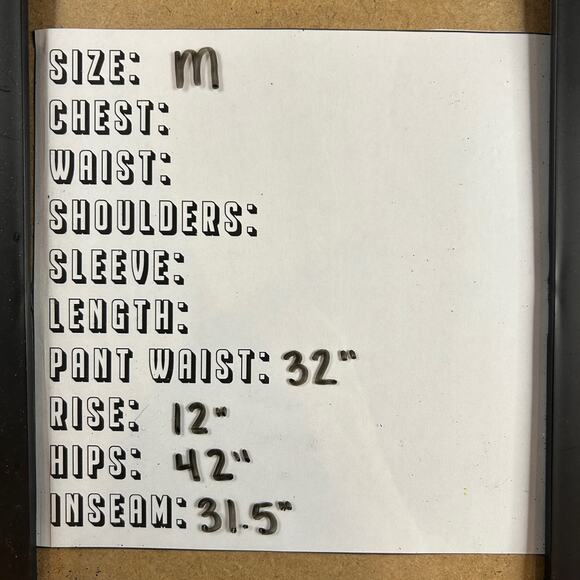 SIZE: M
CHEST:
WAIST:
SHOULDERS:
SLEEVE:
LENGTH:
PANT WAIST: 32"
RISE: 12"
HIPS: 42"
INSEAM: 31.5"